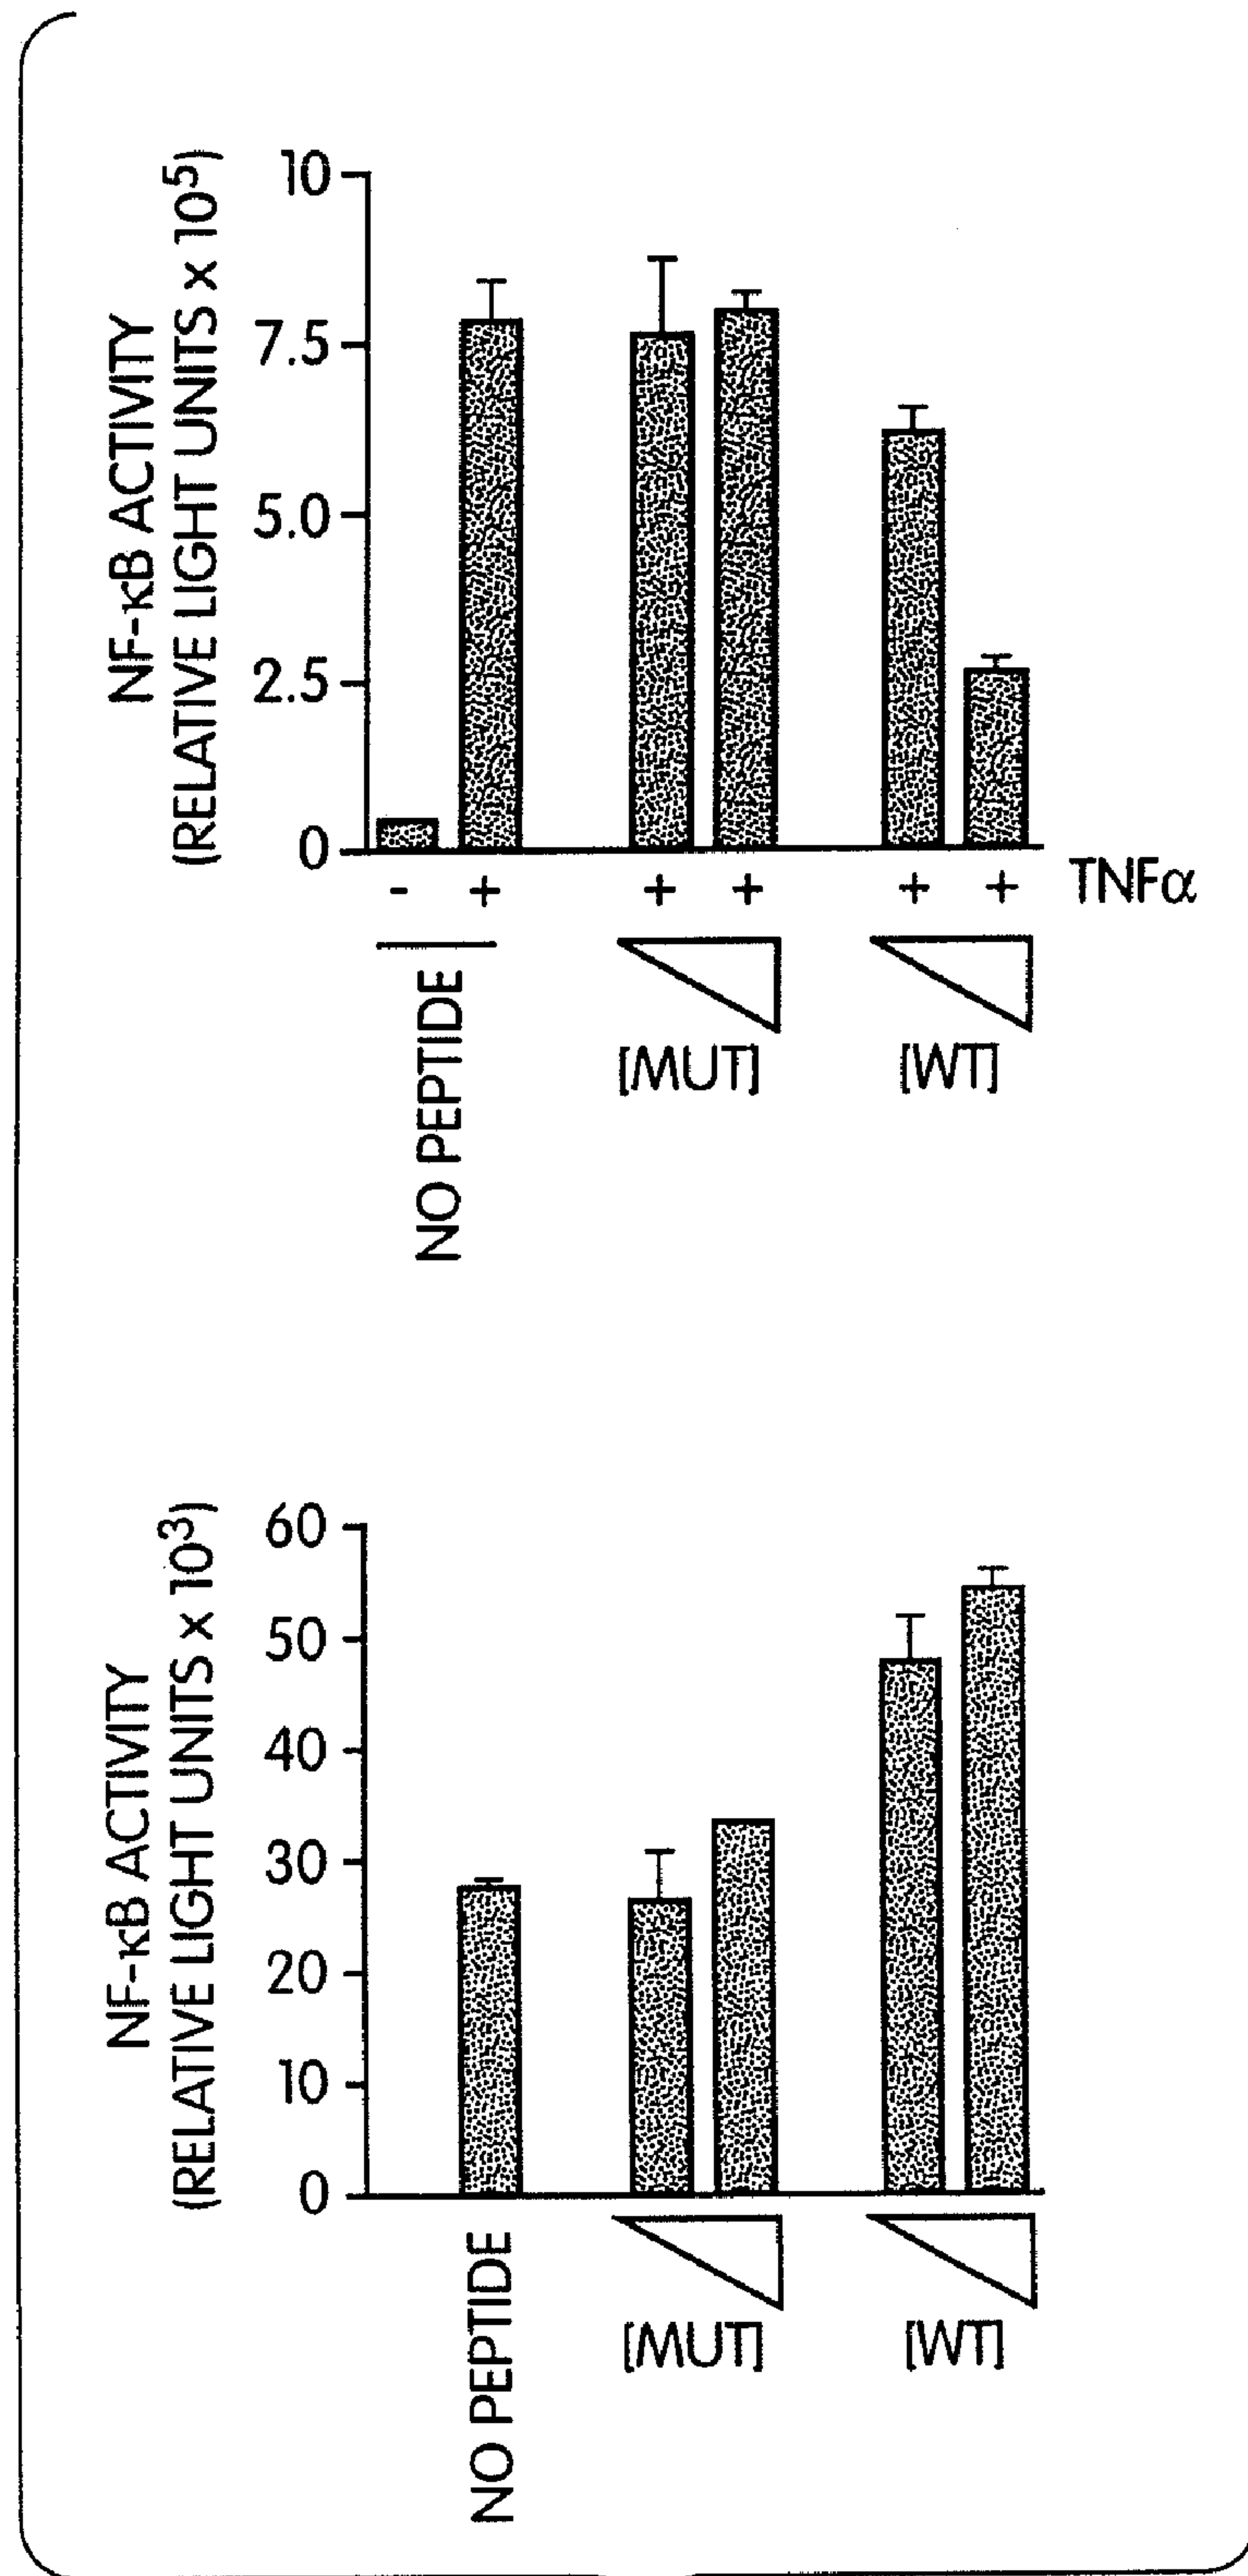 NF-κB ACTIVITY
(RELATIVE LIGHT UNITS x 10⁵)
10
7.5
5.0
2.5
0
- + + + + + TNFα
NO PEPTIDE
[MUT] [WT]
NF-κB ACTIVITY
(RELATIVE LIGHT UNITS x 10³)
60
50
40
30
20
10
0
NO PEPTIDE
[MUT] [WT]